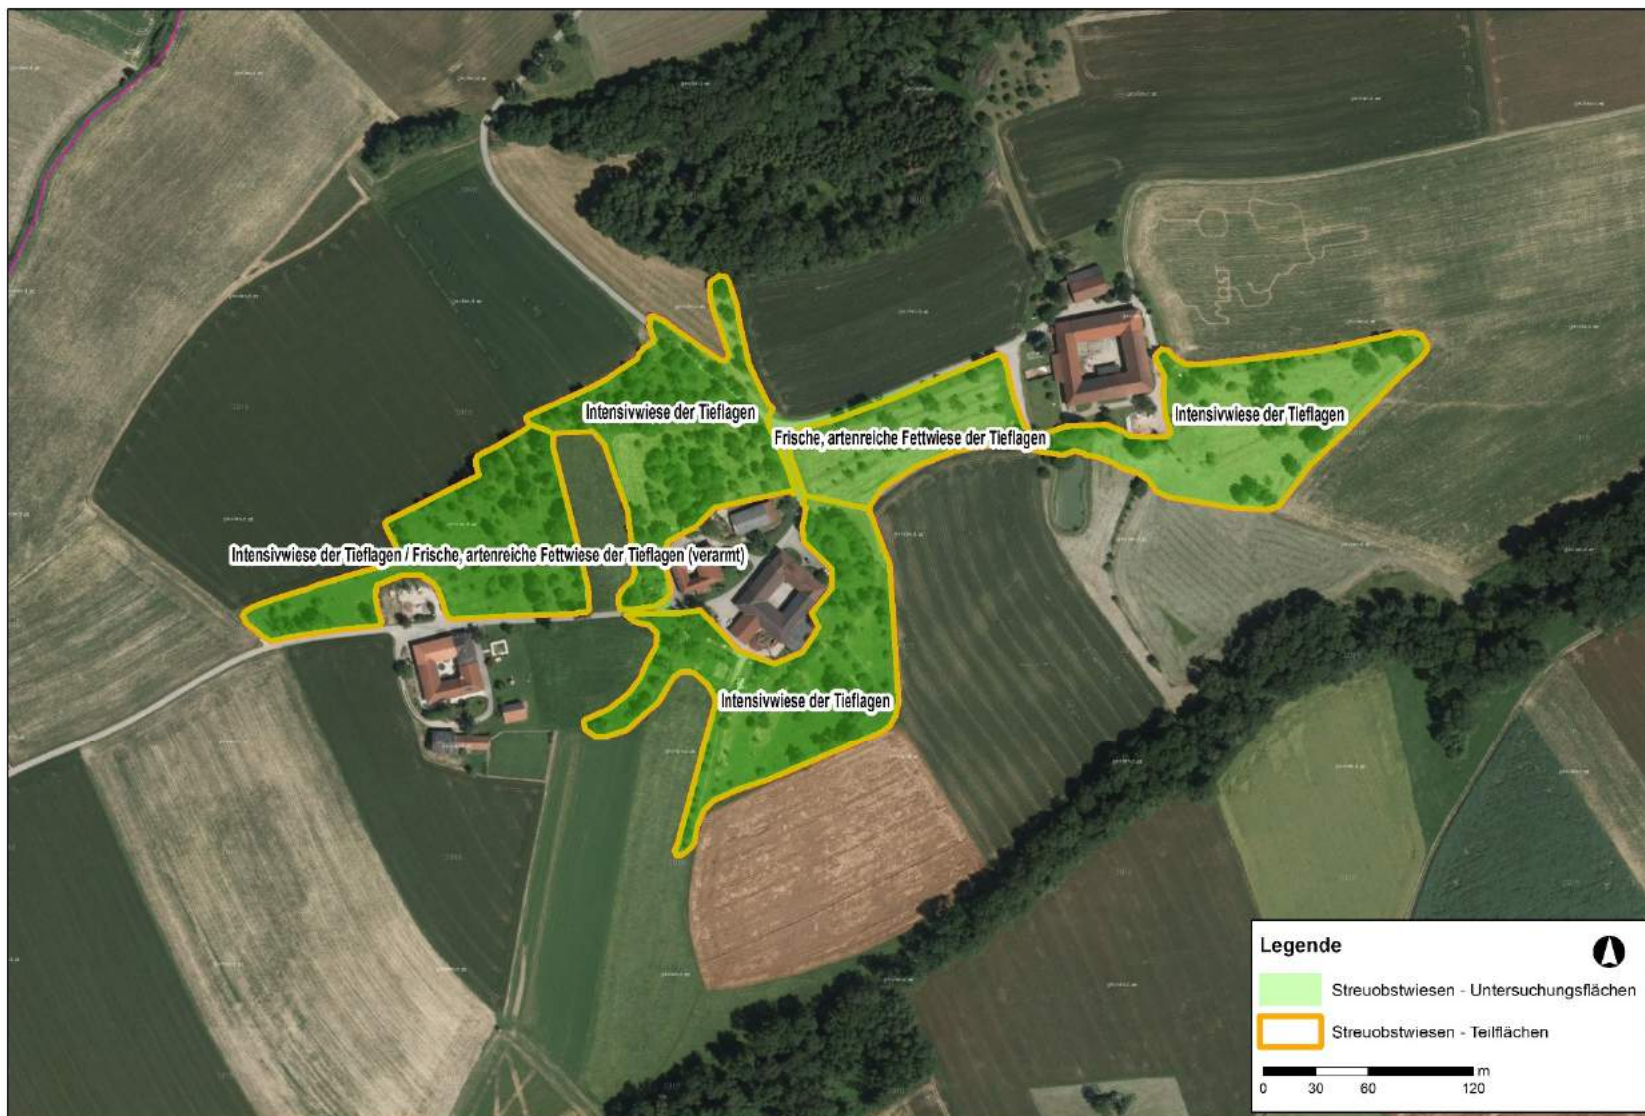 MOST
Intensivwiese der Tieflagen
Frische, artenreiche Fettwiese der Tieflagen
Intensivwiese der Tieflagen
Intensivwiese der Tieflagen / Frische, artenreiche Fettwiese der Tieflagen (verarmt)
Intensivwiese der Tieflagen
Legende
Streuobstwiesen - Untersuchungsflächen
Streuobstwiesen - Teilflächen
m
0 30 60 120